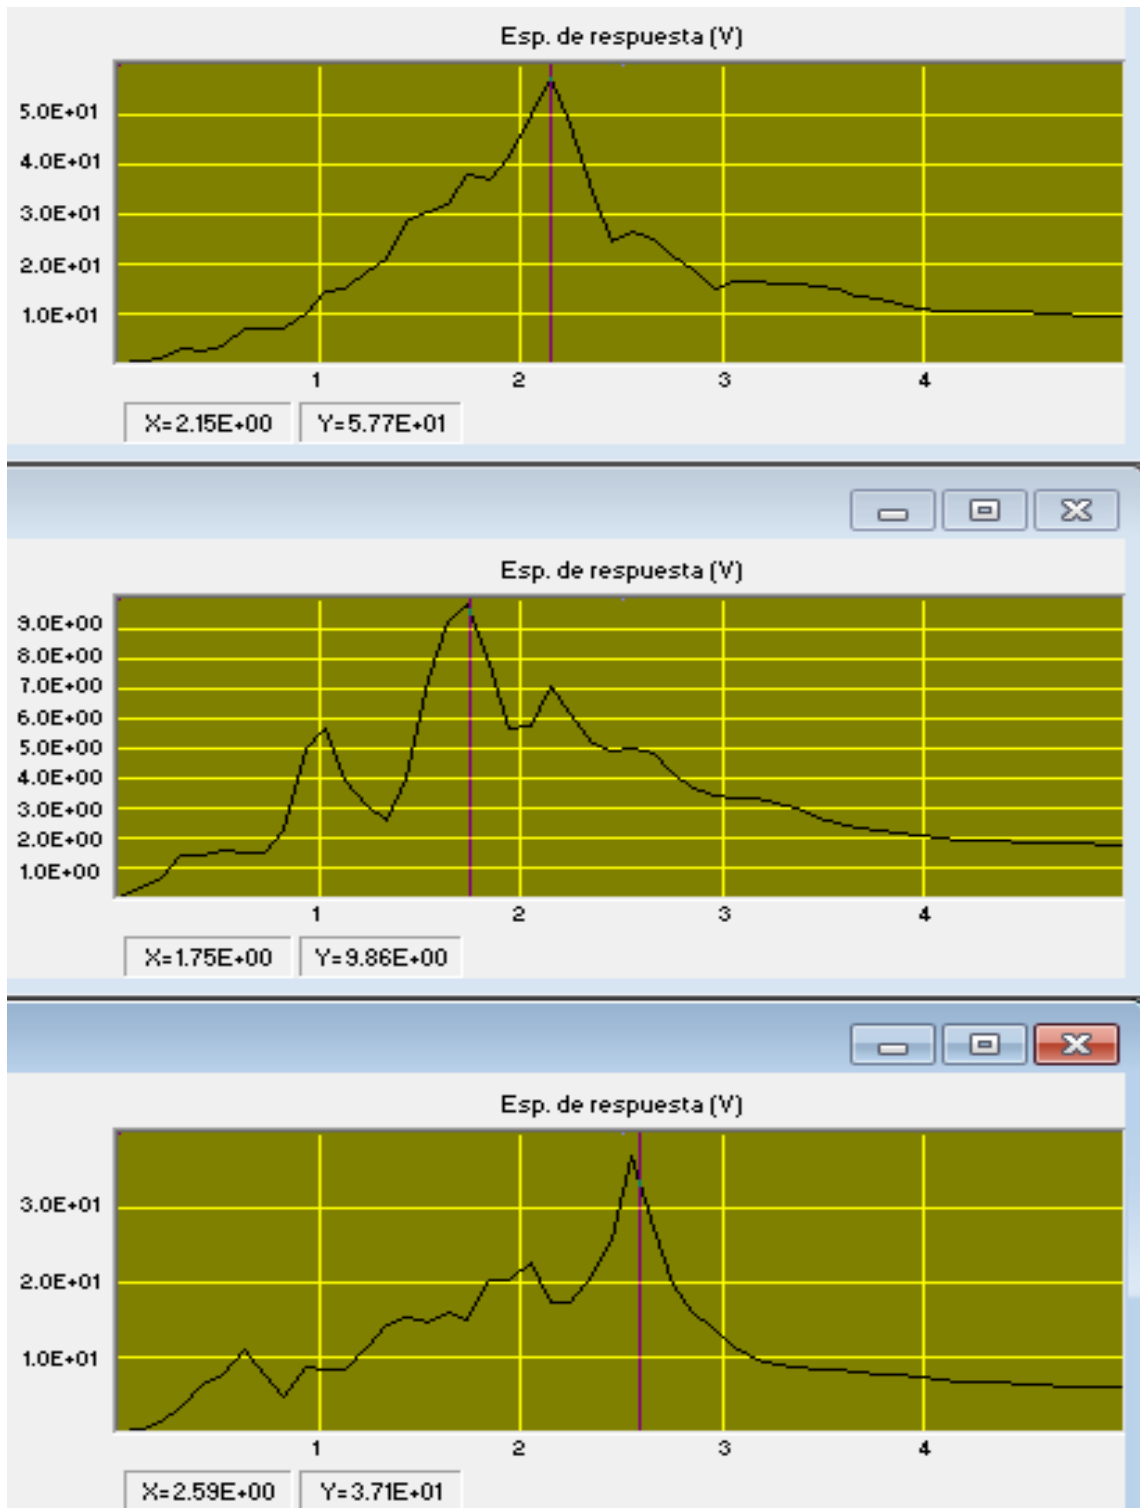 Esp. de respuesta (V)
5.0E+01
4.0E+01
3.0E+01
2.0E+01
1.0E+01
1 2 3 4
X=2.15E+00 Y=5.77E+01
Esp. de respuesta (V)
9.0E+00
8.0E+00
7.0E+00
6.0E+00
5.0E+00
4.0E+00
3.0E+00
2.0E+00
1.0E+00
1 2 3 4
X=1.75E+00 Y=9.86E+00
Esp. de respuesta (V)
3.0E+01
2.0E+01
1.0E+01
1 2 3 4
X=2.59E+00 Y=3.71E+01